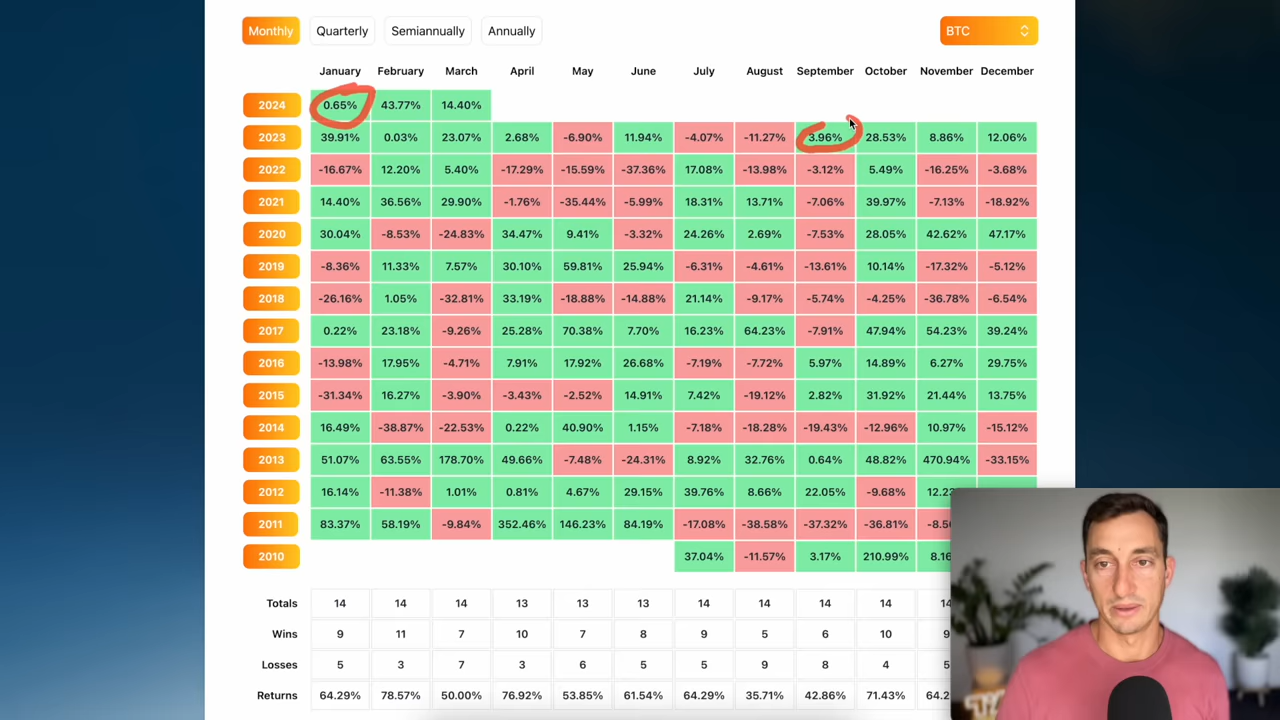 Monthly Quarterly Semiannually Annually BTC
January February March April May June July August September October November December
2024 0.65% 43.77% 14.40%
2023 39.91% 0.03% 23.07% 2.68% -6.90% 11.94% -4.07% -11.27% 3.96% 28.53% 8.86% 12.06%
2022 -16.67% 12.20% 5.40% -17.29% -15.59% -37.36% 17.08% -13.98% -3.12% 5.49% -16.25% -3.68%
2021 14.40% 36.56% 29.90% -1.76% -35.44% -5.99% 18.31% 13.71% -7.06% 39.97% -7.13% -18.92%
2020 30.04% -8.53% -24.83% 34.47% 9.41% -3.32% 24.26% 2.69% -7.53% 28.05% 42.62% 47.17%
2019 -8.36% 11.33% 7.57% 30.10% 59.81% 25.94% -6.31% -4.61% -13.61% 10.14% -17.32% -5.12%
2018 -26.16% 1.05% -32.81% 33.19% -18.88% -14.88% 21.14% -9.17% -5.74% -4.25% -36.78% -6.54%
2017 0.22% 23.18% -9.26% 25.28% 70.38% 7.70% 16.23% 64.23% -7.91% 47.94% 54.23% 39.24%
2016 -13.98% 17.95% -4.71% 7.91% 17.92% 26.68% -7.19% -7.72% 5.97% 14.89% 6.27% 29.75%
2015 -31.34% 16.27% -3.90% -3.43% -2.52% 14.91% 7.42% -19.12% 2.82% 31.92% 21.44% 13.75%
2014 16.49% -38.87% -22.53% 0.22% 40.90% 1.15% -7.18% -18.28% -19.43% -12.96% 10.97% -15.12%
2013 51.07% 63.55% 178.70% 49.66% -7.48% -24.31% 8.92% 32.76% 0.64% 48.82% 470.94% -33.15%
2012 16.14% -11.38% 1.01% 0.81% 4.67% 29.15% 39.76% 8.66% 22.05% -9.68%
2011 83.37% 58.19% -9.84% 352.46% 146.23% 84.19% -17.08% -38.58% -37.32% -36.81%
2010 37.04% -11.57% 3.17% 210.99%
Totals 14 14 14 13 13 13 14 14 14 14
Wins 9 11 7 10 7 8 9 5 6 10
Losses 5 3 7 3 6 5 5 9 8 4
Returns 64.29% 78.57% 50.00% 76.92% 53.85% 61.54% 64.29% 35.71% 42.86% 71.43%